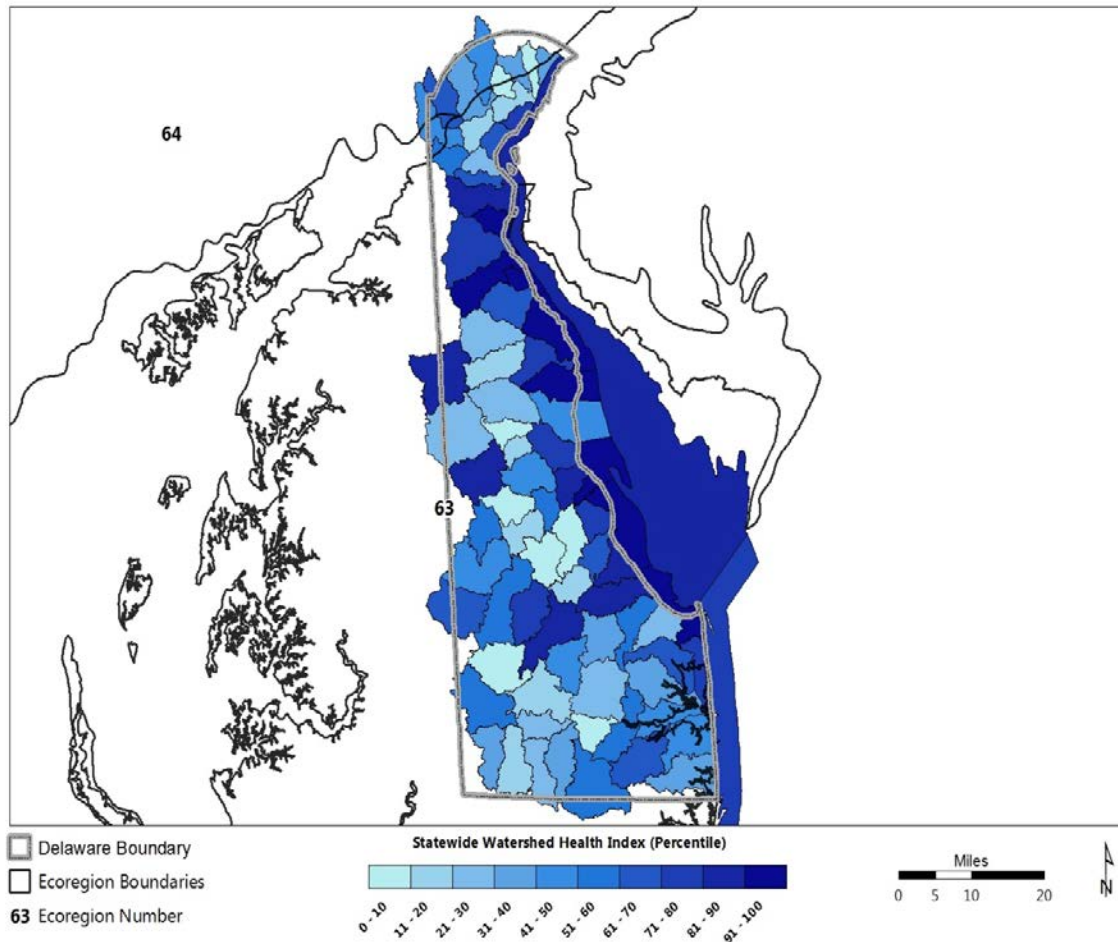 64
63
Delaware Boundary
Ecoregion Boundaries
63 Ecoregion Number
Statewide Watershed Health Index (Percentile)
0 - 10
11 - 20
21 - 30
31 - 40
41 - 50
51 - 60
61 - 70
71 - 80
81 - 90
91 - 100
Miles
0 5 10 20
N